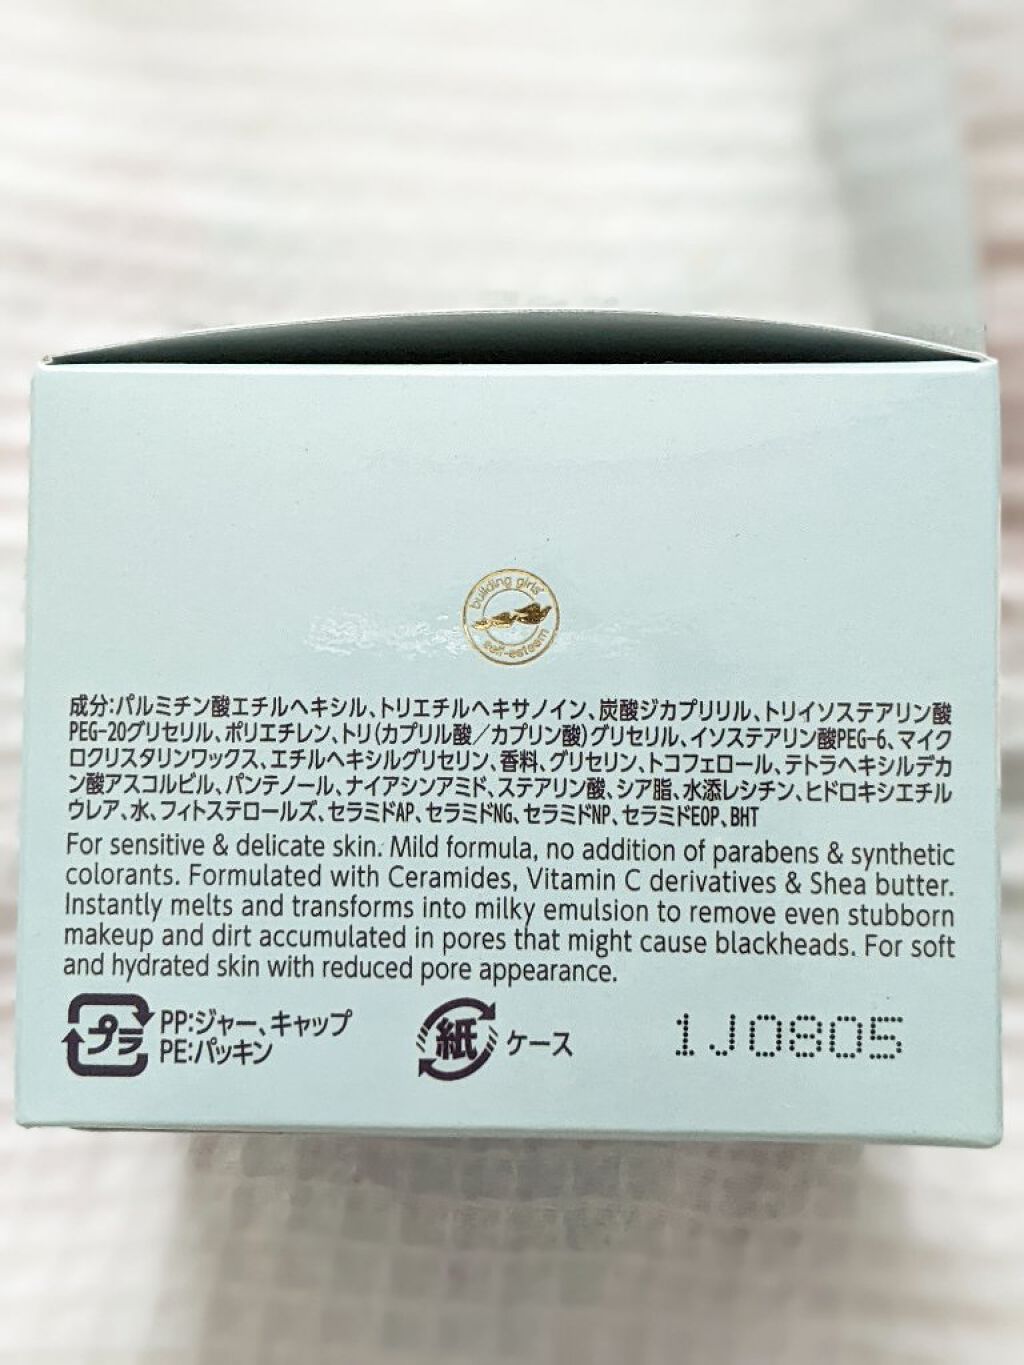 building girls'
self-esteem
成分:パルミチン酸エチルヘキシル、トリエチルヘキサノイン、炭酸ジカプリリル、トリイソステアリン酸
PEG-20グリセリル、ポリエチレン、トリ(カプリル酸/カプリン酸)グリセリル、イソステアリン酸PEG-6、マイク
ロクリスタリンワックス、エチルヘキシルグリセリン、香料、グリセリン、トコフェロール、テトラヘキシルデカ
ン酸アスコルビル、パンテノール、ナイアシンアミド、ステアリン酸、シア脂、水添レシチン、ヒドロキシエチル
ウレア、水、フィトステロールズ、セラミドAP、セラミドNG、セラミドNP、セラミドEOP、BHT
For sensitive & delicate skin. Mild formula, no addition of parabens & synthetic
colorants. Formulated with Ceramides, Vitamin C derivatives & Shea butter.
Instantly melts and transforms into milky emulsion to remove even stubborn
makeup and dirt accumulated in pores that might cause blackheads. For soft
and hydrated skin with reduced pore appearance.
プラ PP:ジャー、キャップ
PE:パッキン
紙 ケース
1J0805